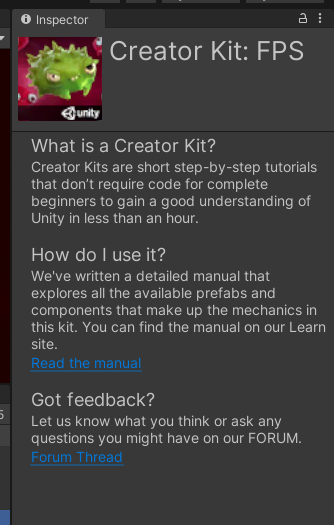 Inspector
Creator Kit: FPS
unity
What is a Creator Kit?
Creator Kits are short step-by-step tutorials
that don’t require code for complete
beginners to gain a good understanding of
Unity in less than an hour.
How do I use it?
We've written a detailed manual that
explores all the available prefabs and
components that make up the mechanics in
this kit. You can find the manual on our Learn
site.
Read the manual
Got feedback?
Let us know what you think or ask any
questions you might have on our FORUM.
Forum Thread